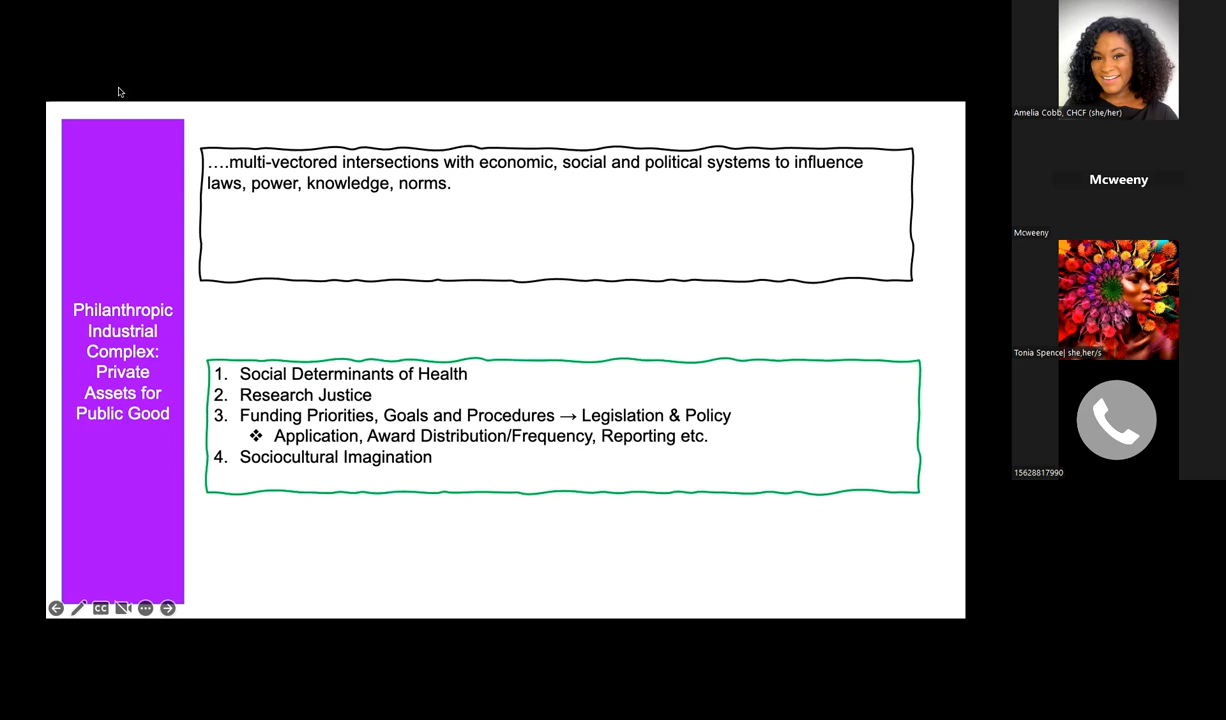 Philanthropic
Industrial
Complex:
Private
Assets for
Public Good
….multi-vectored intersections with economic, social and political systems to influence
laws, power, knowledge, norms.
1. Social Determinants of Health
2. Research Justice
3. Funding Priorities, Goals and Procedures → Legislation & Policy
❖ Application, Award Distribution/Frequency, Reporting etc.
4. Sociocultural Imagination
CC
Amelia Cobb, CHCF (she/her)
Mcweeny
Mcweeny
Tonia Spence| she,her/s
15628817990